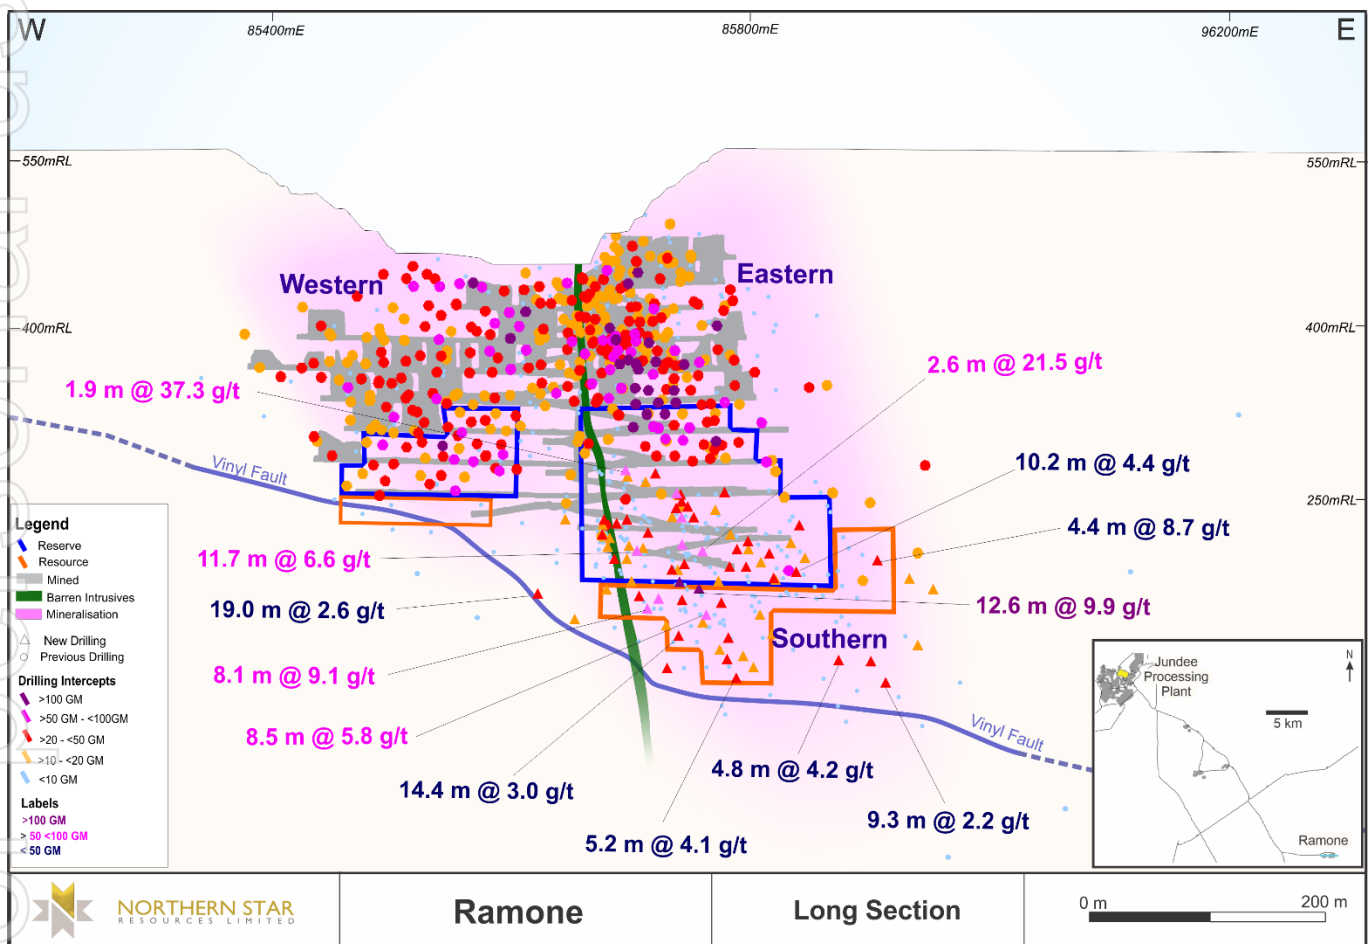 W
85400mE
85800mE
96200mE
E
550mRL
550mRL
Western
Eastern
400mRL
400mRL
2.6 m @ 21.5 g/t
1.9 m @ 37.3 g/t
10.2 m @ 4.4 g/t
Vinyl Fault
250mRL
4.4 m @ 8.7 g/t
11.7 m @ 6.6 g/t
19.0 m @ 2.6 g/t
12.6 m @ 9.9 g/t
Southern
8.1 m @ 9.1 g/t
8.5 m @ 5.8 g/t
Vinyl Fault
14.4 m @ 3.0 g/t
4.8 m @ 4.2 g/t
9.3 m @ 2.2 g/t
5.2 m @ 4.1 g/t
Legend
Reserve
Resource
Mined
Barren Intrusives
Mineralisation
New Drilling
Previous Drilling
Drilling Intercepts
>100 GM
>50 GM - <100GM
>20 - <50 GM
>10 - <20 GM
<10 GM
Labels
>100 GM
> 50 <100 GM
< 50 GM
N
Jundee
Processing
Plant
5 km
Ramone
NORTHERN STAR
RESOURCES LIMITED
Ramone
Long Section
0 m
200 m